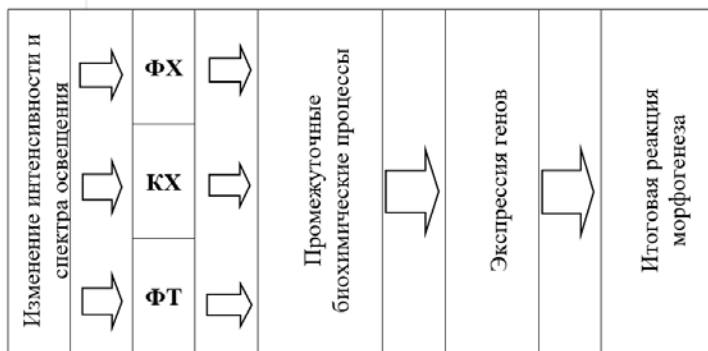 Изменение интенсивности и
спектра освещения
ФХ
КХ
ФТ
Промежуточные
биохимические процессы
Экспрессия генов
Итоговая реакция
морфогенеза